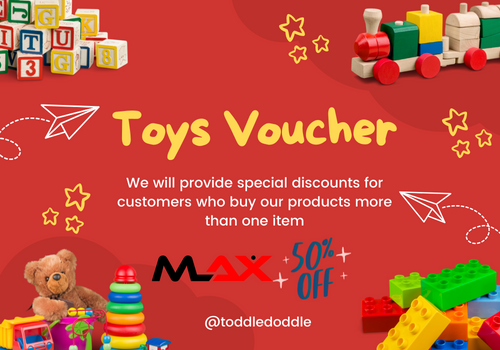 Toys Voucher
We will provide special discounts for
customers who buy our products more
than one item
MAX
50%
OFF
@toddledoddle